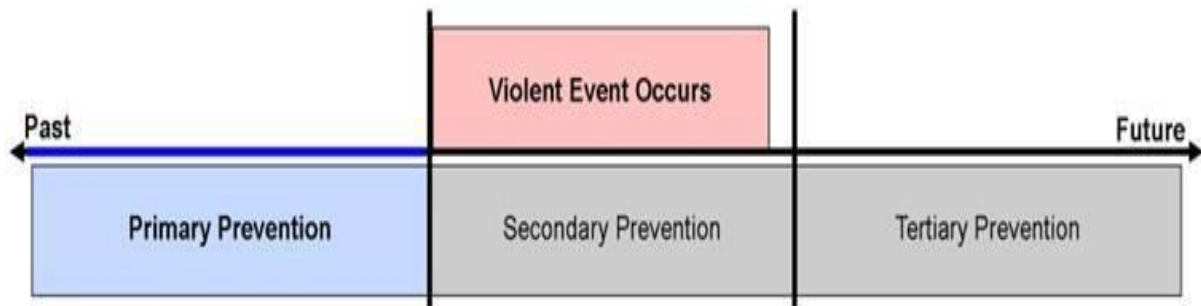 Violent Event Occurs
Past
Future
Primary Prevention
Secondary Prevention
Tertiary Prevention